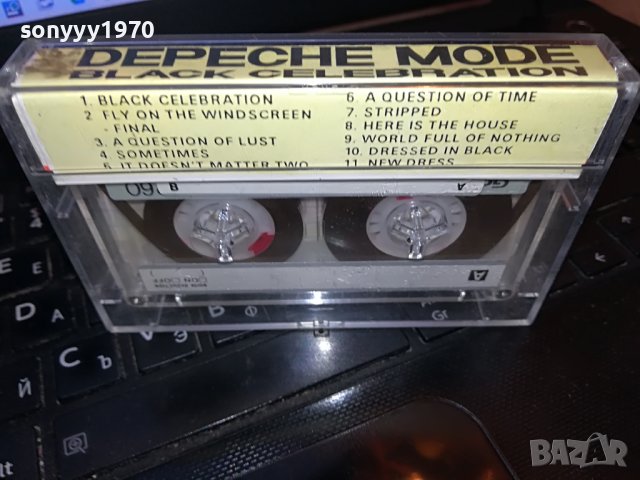 sonyyy1970
DEPECHE MODE
BLACK CELEBRATION
1. BLACK CELEBRATION
2 FLY ON THE WINDSCREEN
- FINAL
3. A QUESTION OF LUST
4. SOMETIMES
5. IT DOESN'T MATTER TWO
6. A QUESTION OF TIME
7. STRIPPED
8. HERE IS THE HOUSE
9. WORLD FULL OF NOTHING
10. DRESSED IN BLACK
11. NEW DRESS
60
B
A
A
Д
А
С
Ъ
Э
Ф
lt
BAZAR